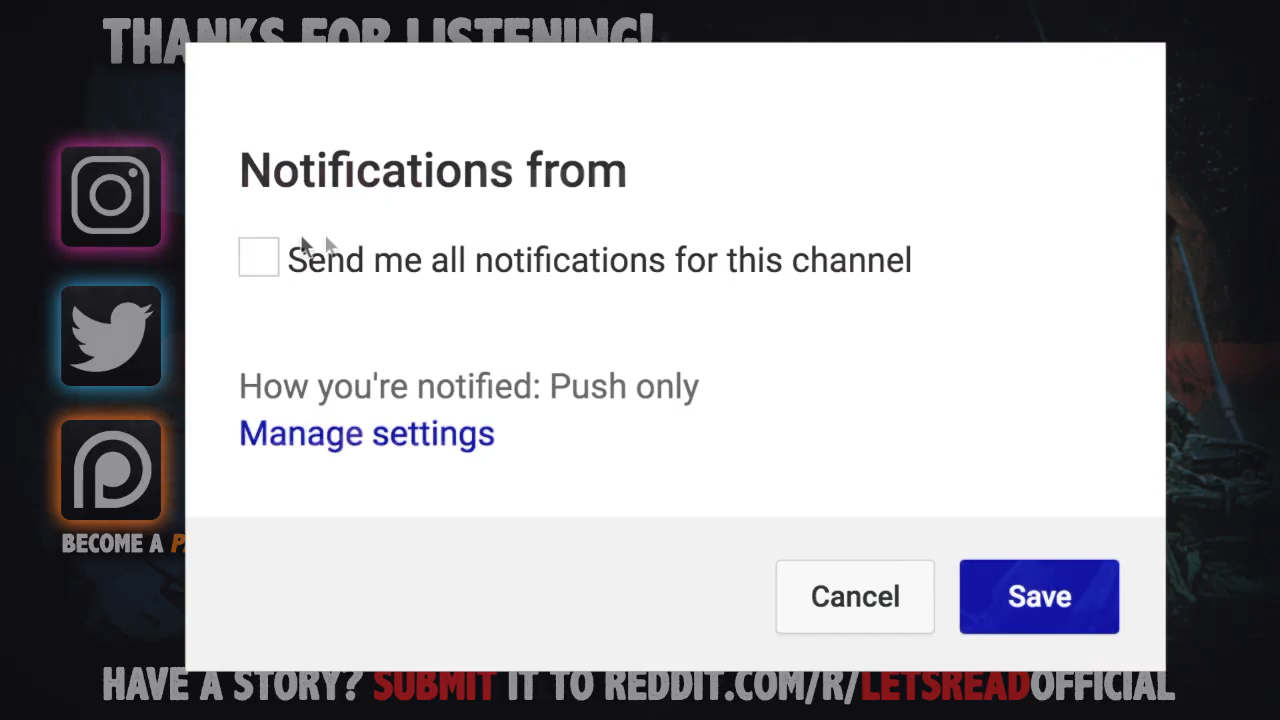 THANKS FOR LISTENING!
Notifications from
Send me all notifications for this channel
How you're notified: Push only
Manage settings
BECOME A
Cancel
Save
HAVE A STORY? SUBMIT IT TO REDDIT.COM/R/LETSREADOFFICIAL